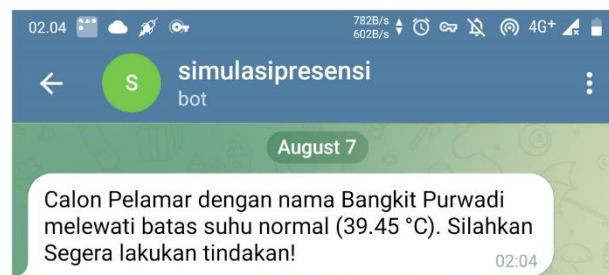 02.04 782B/s 602B/s 4G+
S simulasipresensi
bot
August 7
Calon Pelamar dengan nama Bangkit Purwadi
melewati batas suhu normal (39.45 °C). Silahkan
Segera lakukan tindakan!
02:04